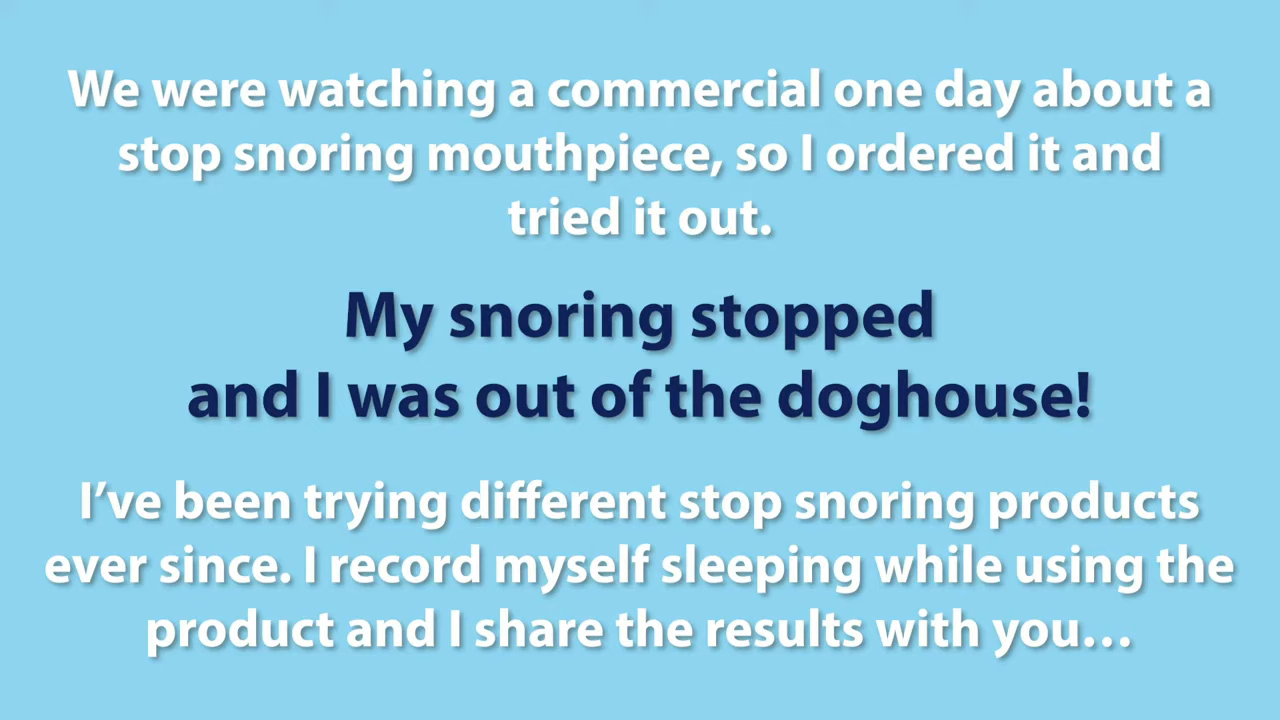 We were watching a commercial one day about a
stop snoring mouthpiece, so I ordered it and
tried it out.
My snoring stopped
and I was out of the doghouse!
I’ve been trying different stop snoring products
ever since. I record myself sleeping while using the
product and I share the results with you…